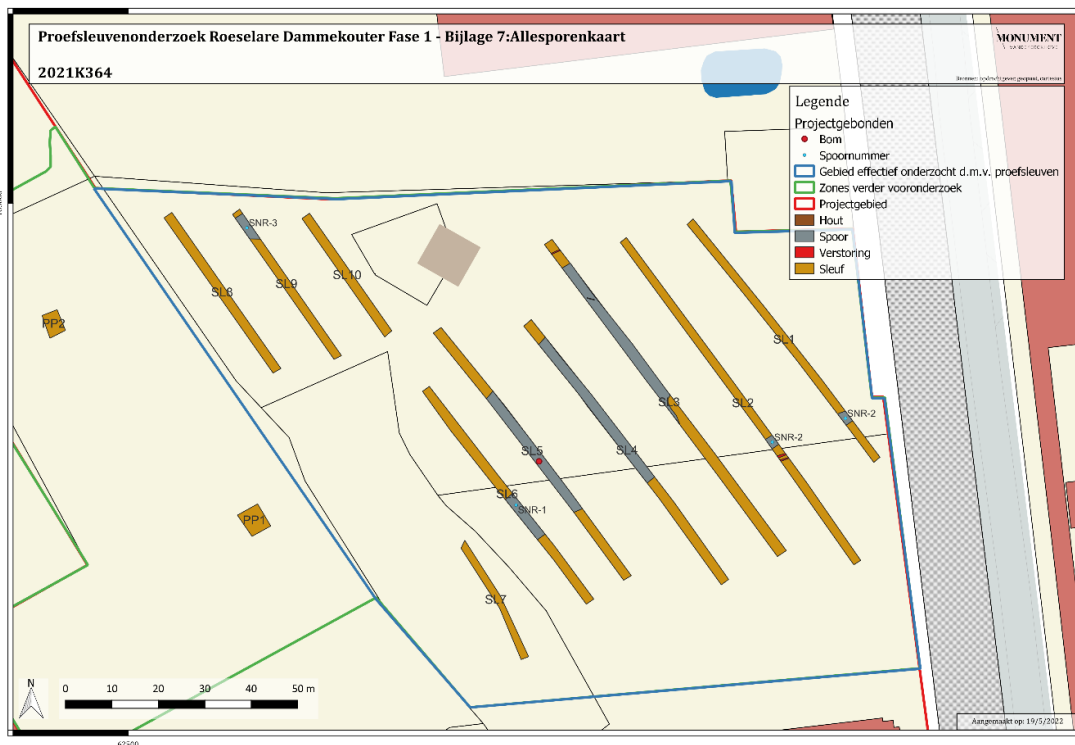 Proefsleuvenonderzoek Roeselare Dammekouter Fase 1 - Bijlage 7:Allesporenkaart
2021K364
MONUMENT
Legende
Projectgebonden
Bom
Spoornummer
Gebied effectief onderzocht d.m.v. proefsleuven
Zones verder vooronderzoek
Projectgebied
Hout
Spoor
Verstoring
Sleuf
SNR-3
SL10
SL9
SL8
PP2
SL1
SL3
SL2
SNR-2
SNR-2
SL5
SL4
SL6
SNR-1
PP1
SL7
N
0 10 20 30 40 50 m
Aangemaakt op: 19/5/2022
62500